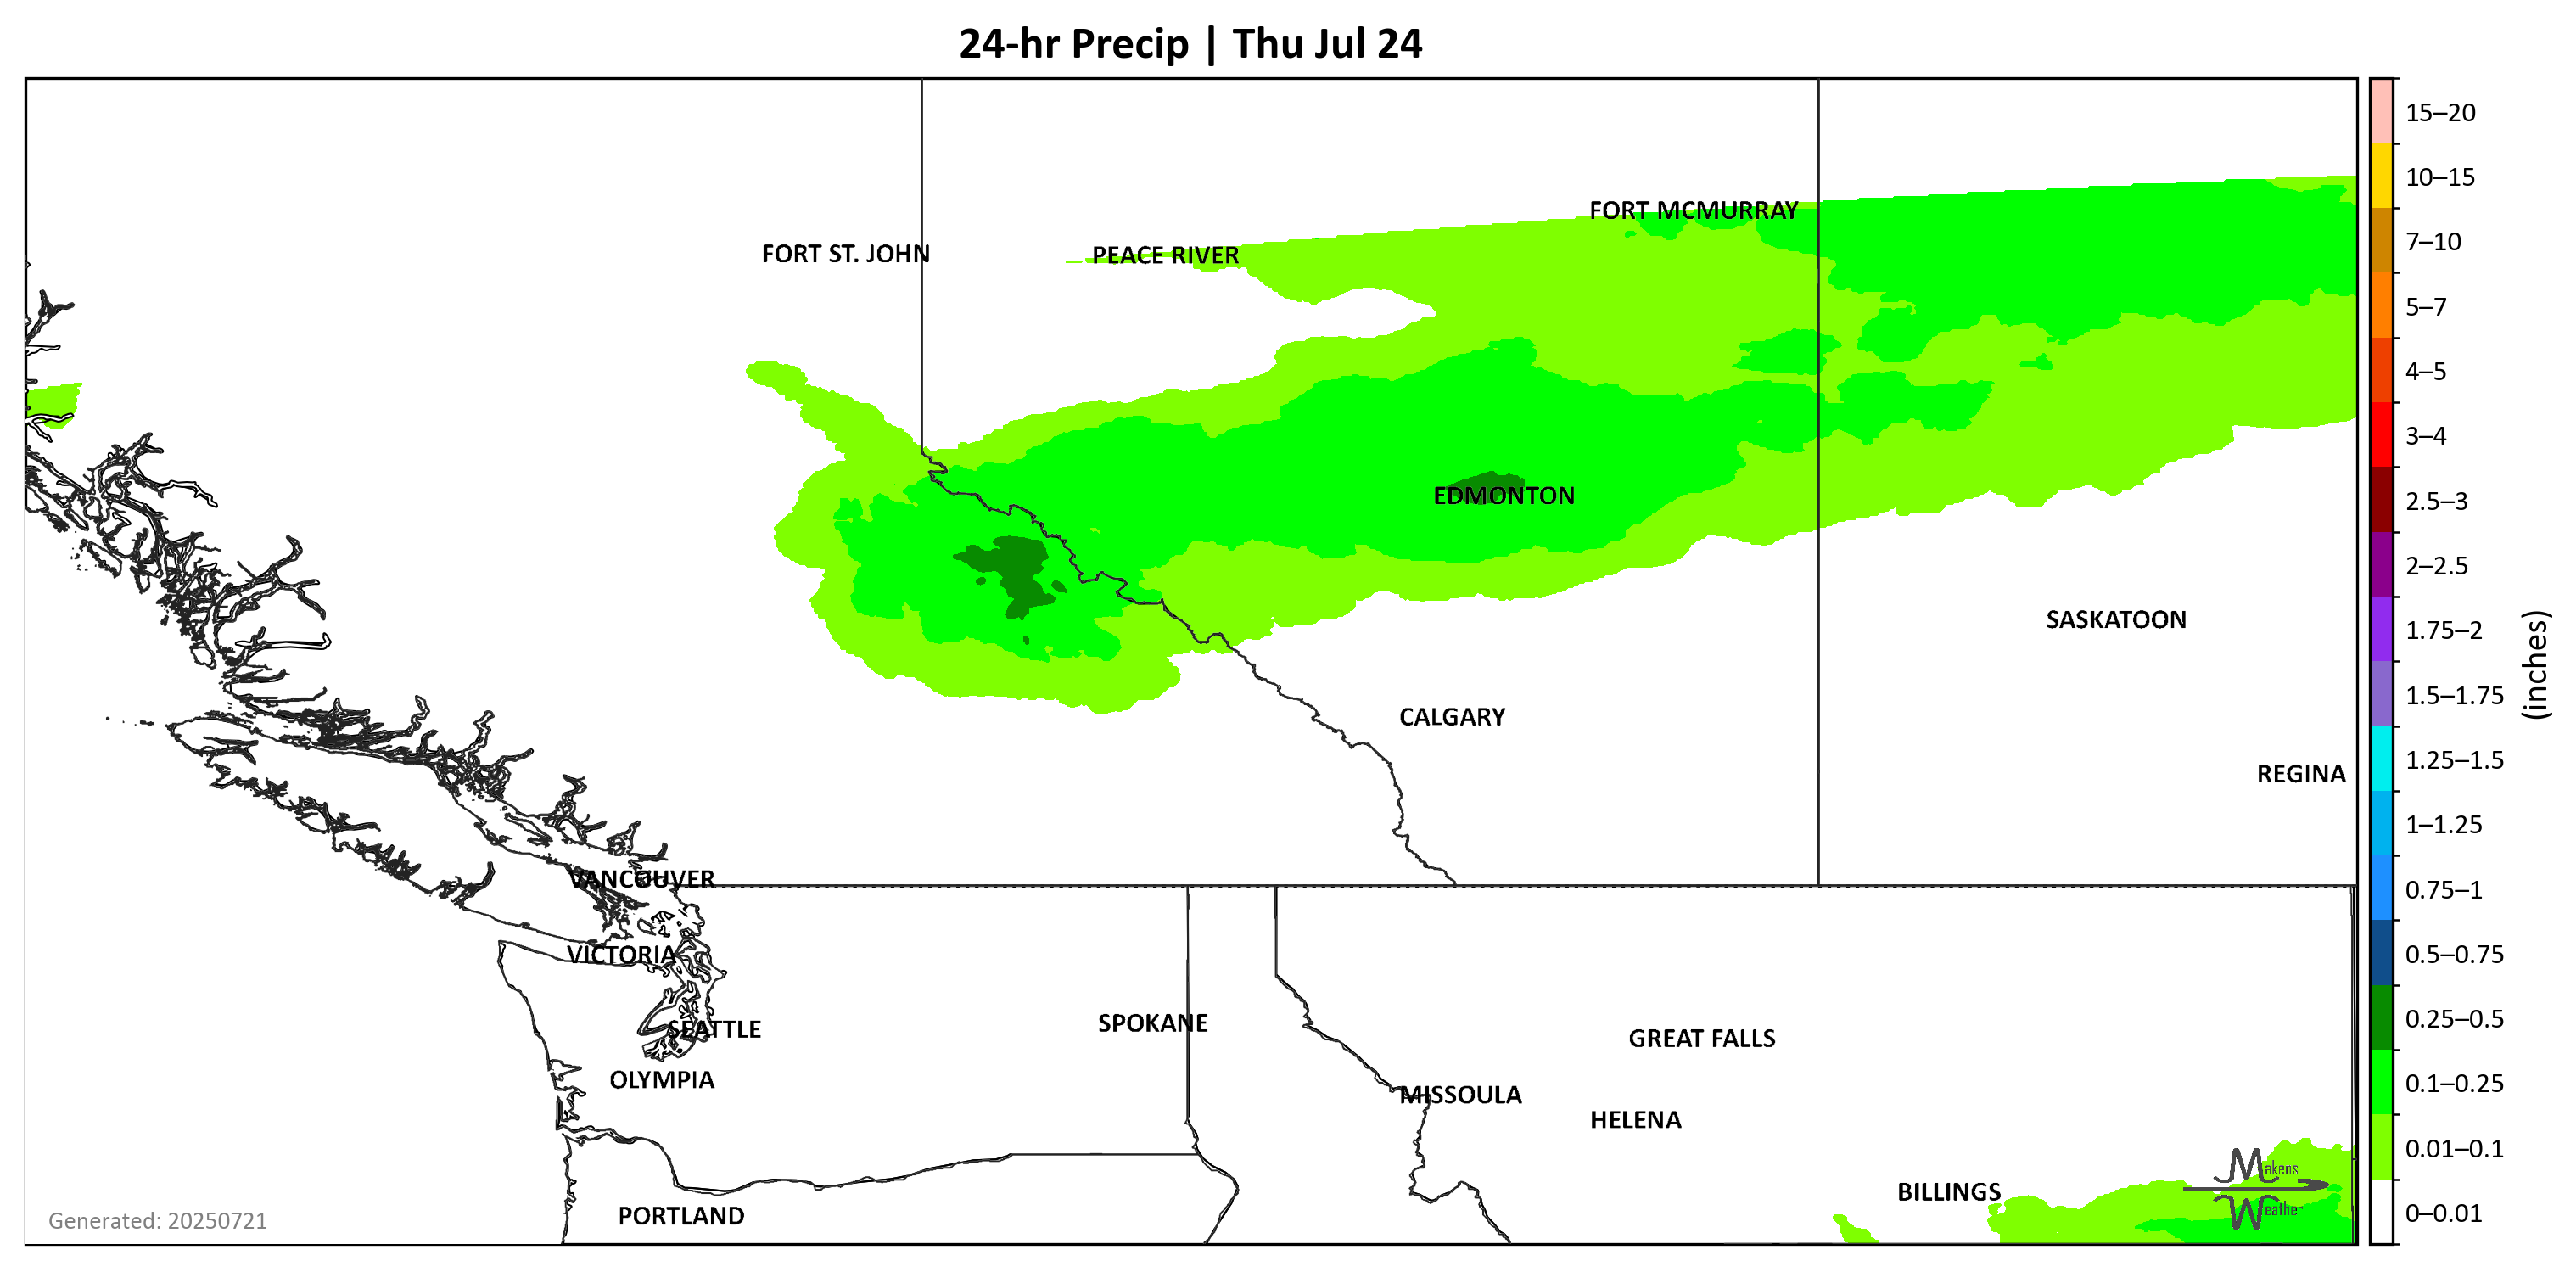 24-hr Precip | Thu Jul 24
FORT MCMURRAY
FORT ST. JOHN
PEACE RIVER
EDMONTON
SASKATOON
CALGARY
REGINA
VANCOUVER
VICTORIA
SPOKANE
SEATTLE
GREAT FALLS
OLYMPIA
MISSOULA
HELENA
BILLINGS
PORTLAND
Makens
Weather
Generated: 20250721
15–20
10–15
7–10
5–7
4–5
3–4
2.5–3
2–2.5
1.75–2
1.5–1.75
1.25–1.5
1–1.25
0.75–1
0.5–0.75
0.25–0.5
0.1–0.25
0.01–0.1
0–0.01
(inches)